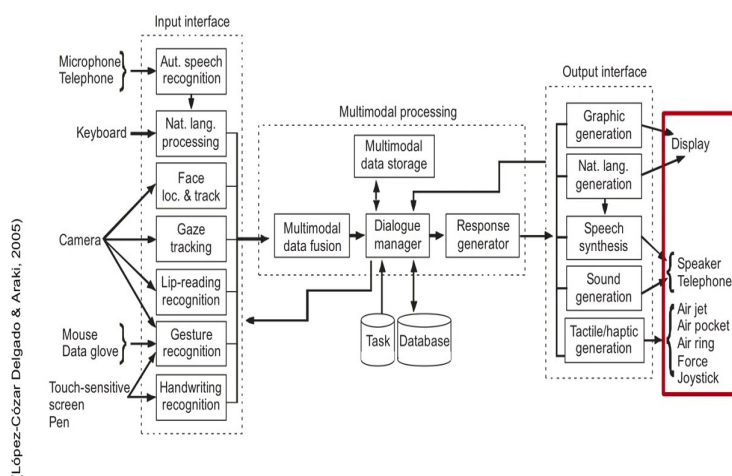 Input interface
Microphone
Telephone
Aut. speech
recognition
Keyboard
Nat. lang.
processing
Face
loc. & track
Camera
Gaze
tracking
Lip-reading
recognition
Mouse
Data glove
Gesture
recognition
Touch-sensitive
screen
Pen
Handwriting
recognition
Multimodal processing
Multimodal
data storage
Multimodal
data fusion
Dialogue
manager
Response
generator
Task
Database
Output interface
Graphic
generation
Nat. lang.
generation
Speech
synthesis
Sound
generation
Tactile/haptic
generation
Display
Speaker
Telephone
Air jet
Air pocket
Air ring
Force
Joystick
(López-Cózar Delgado & Araki, 2005)